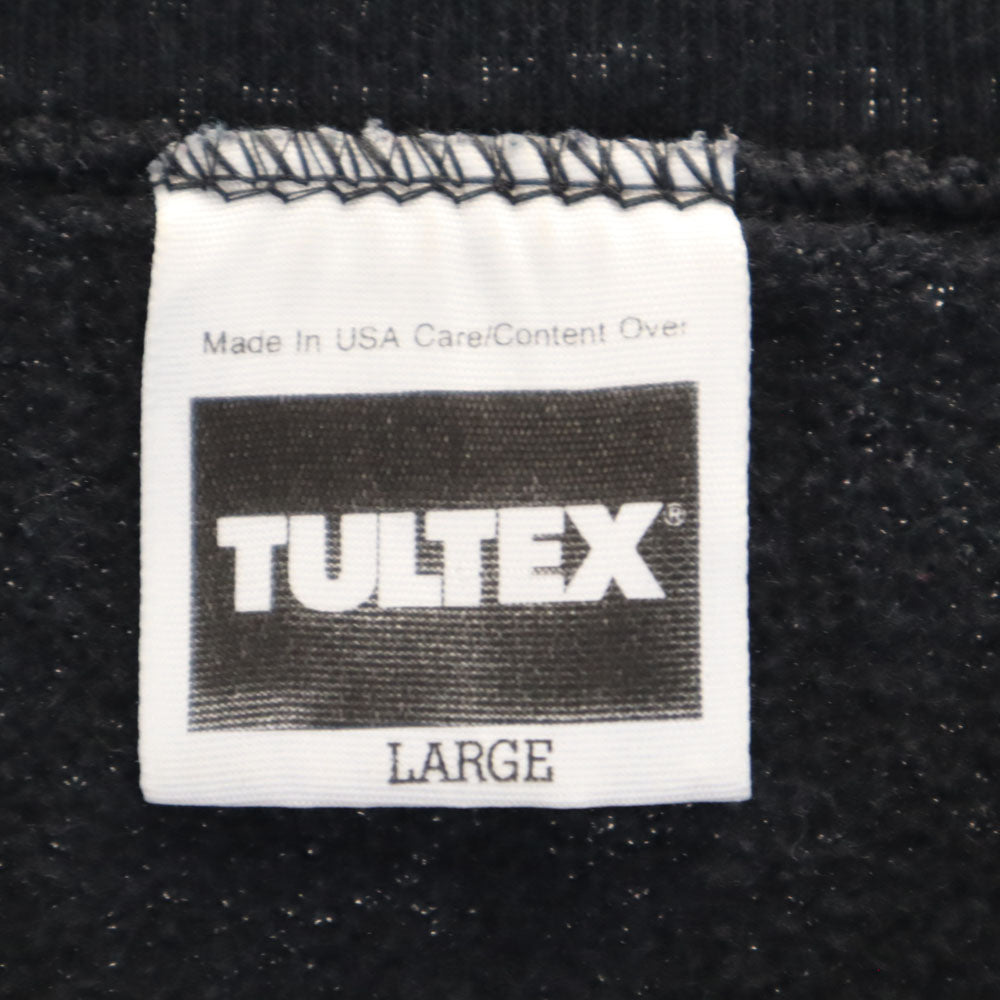 Made In USA Care/Content Over
TULTEX®
LARGE